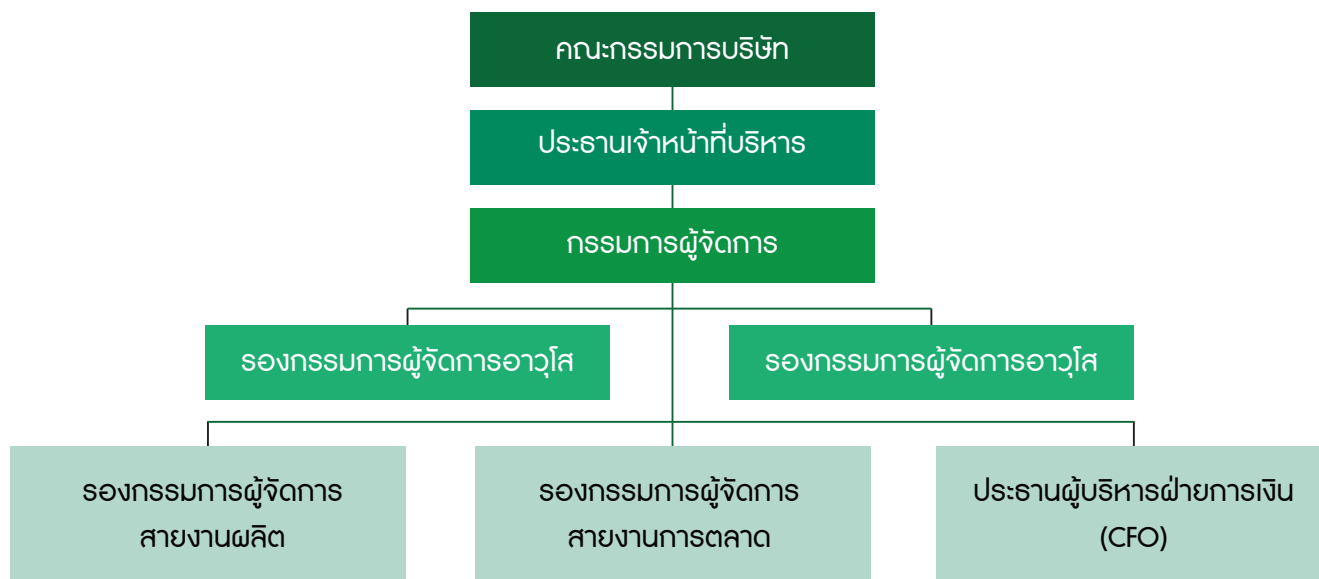 คณะกรรมการบริษัท
ประธานเจ้าหน้าที่บริหาร
กรรมการผู้จัดการ
รองกรรมการผู้จัดการอาวุโส
รองกรรมการผู้จัดการอาวุโส
รองกรรมการผู้จัดการ
สายงานผลิต
รองกรรมการผู้จัดการ
สายงานการตลาด
ประธานผู้บริหารฝ่ายการเงิน
(CFO)